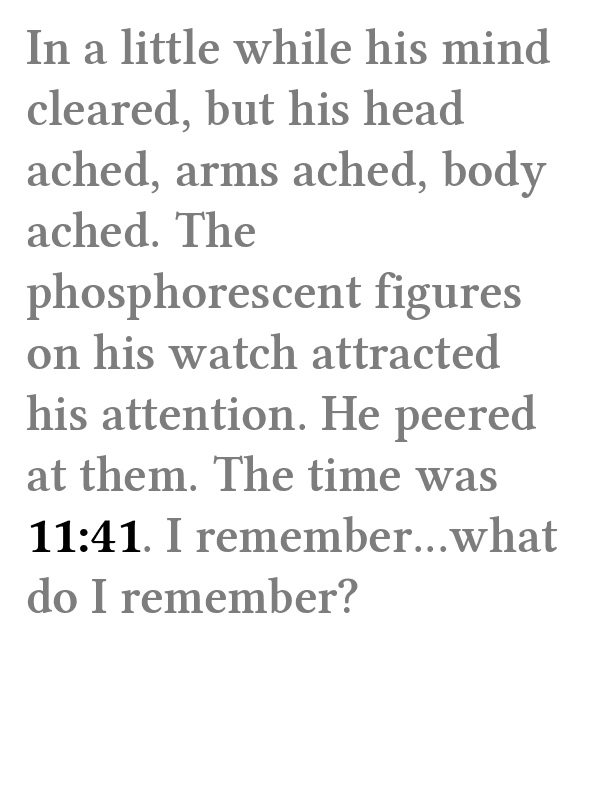 In a little while his mind
cleared, but his head
ached, arms ached, body
ached. The
phosphorescent figures
on his watch attracted
his attention. He peered
at them. The time was
11:41. I remember...what
do I remember?